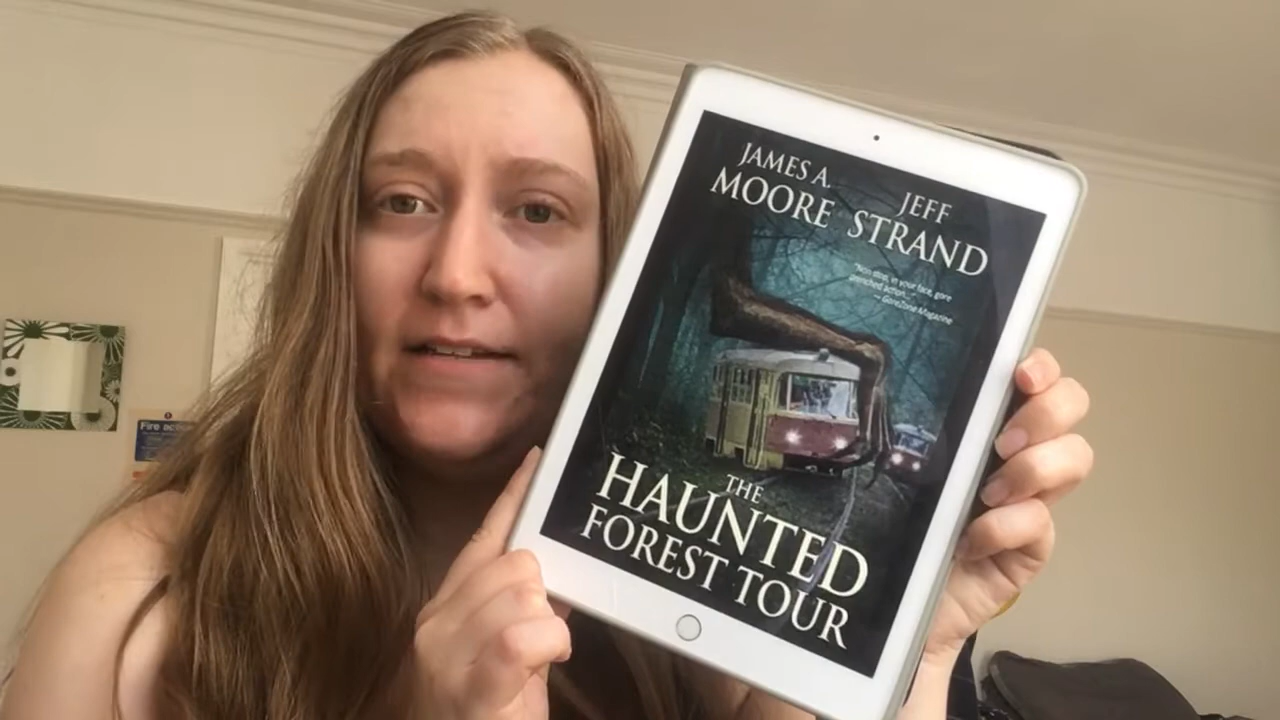 JAMES A.
MOORE
JEFF
STRAND
"Non stop, in your face, gore
drenched action..."
— GoreZone Magazine
THE
HAUNTED
FOREST TOUR
Fire action